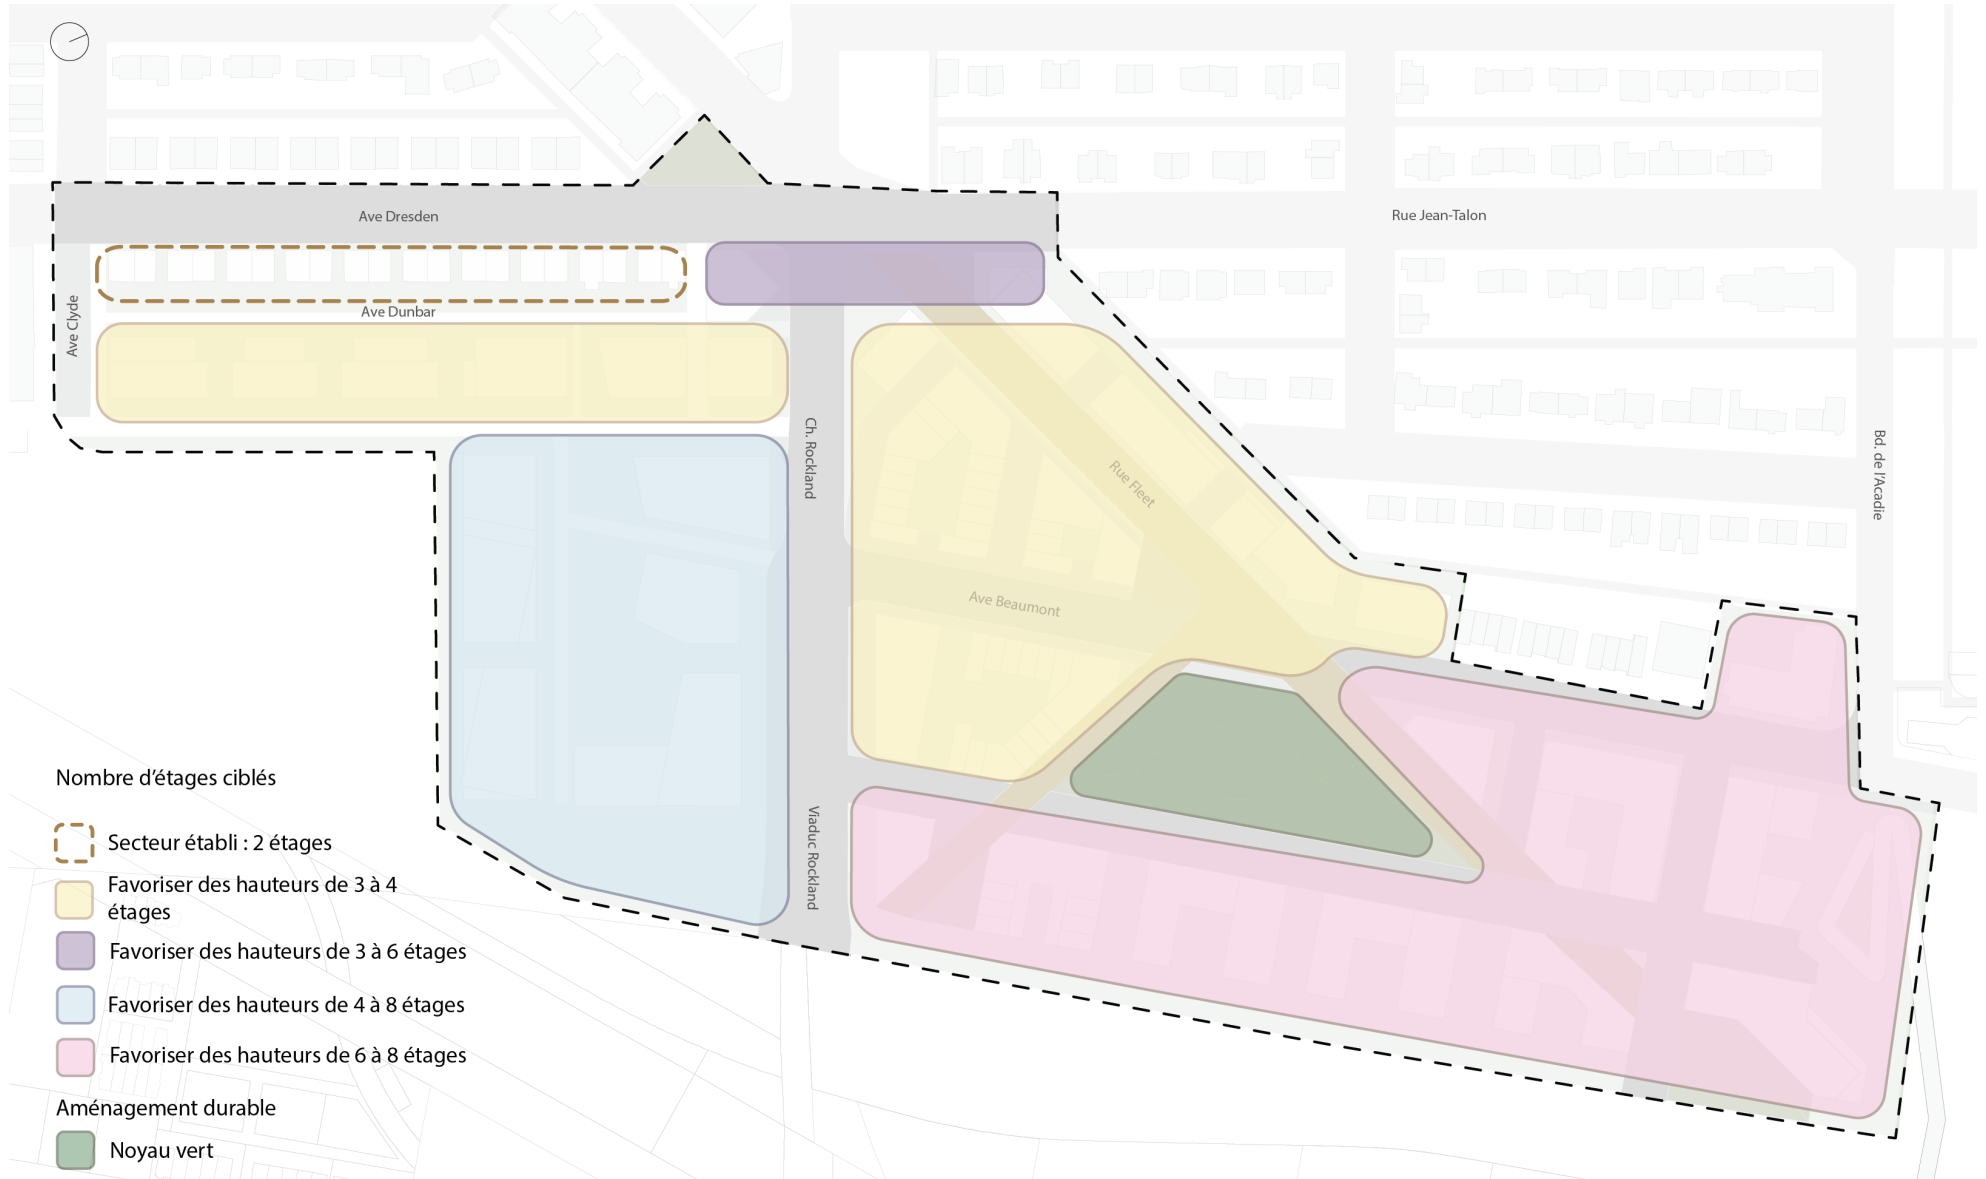 Ave Dresden
Rue Jean-Talon
Ave Clyde
Ave Dunbar
Ch. Rockland
Rue Fleet
Bd. de l'Acadie
Ave Beaumont
Viaduc Rockland
Nombre d'étages ciblés
Secteur établi : 2 étages
Favoriser des hauteurs de 3 à 4
étages
Favoriser des hauteurs de 3 à 6 étages
Favoriser des hauteurs de 4 à 8 étages
Favoriser des hauteurs de 6 à 8 étages
Aménagement durable
Noyau vert